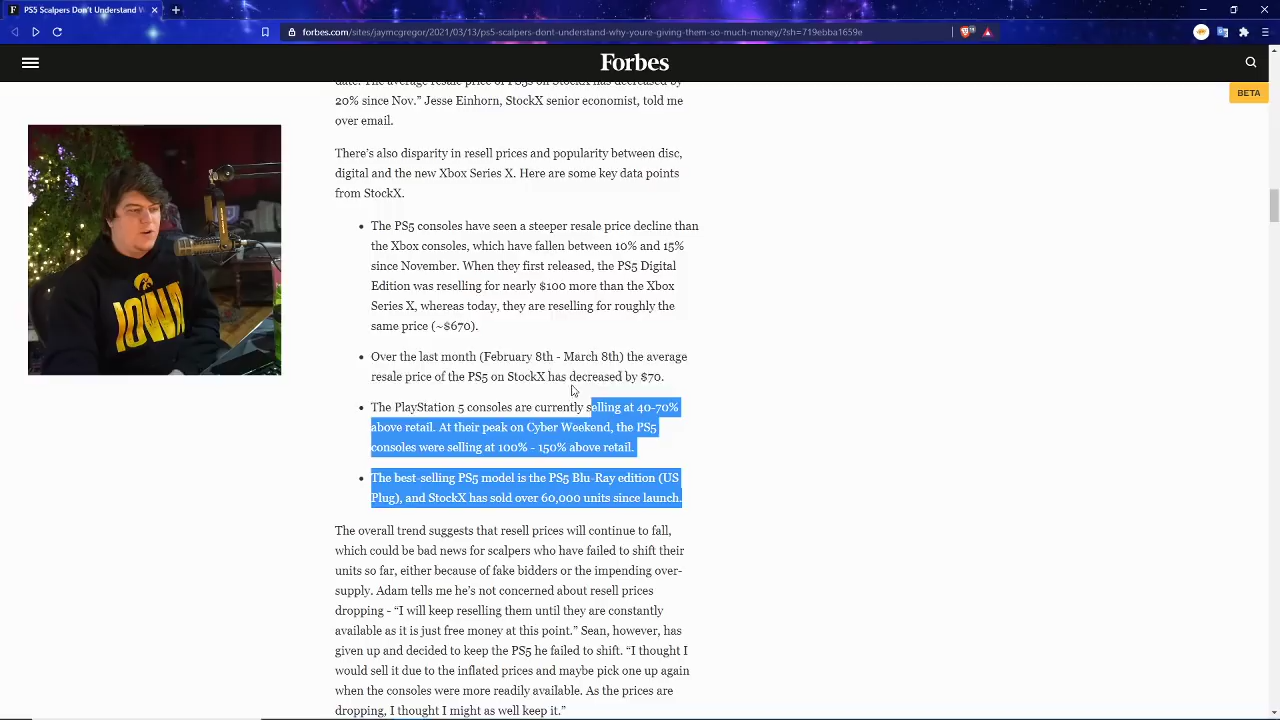 PS5 Scalpers Don't Understand W
forbes.com/sites/jaymcgregor/2021/03/13/ps5-scalpers-dont-understand-why-youre-giving-them-so-much-money/?sh=719ebba1659e
Forbes
BETA
date. The average resale price of PS5s on StockX has decreased by
20% since Nov.” Jesse Einhorn, StockX senior economist, told me
over email.
There’s also disparity in resell prices and popularity between disc,
digital and the new Xbox Series X. Here are some key data points
from StockX.
The PS5 consoles have seen a steeper resale price decline than
the Xbox consoles, which have fallen between 10% and 15%
since November. When they first released, the PS5 Digital
Edition was reselling for nearly $100 more than the Xbox
Series X, whereas today, they are reselling for roughly the
same price (~$670).
Over the last month (February 8th - March 8th) the average
resale price of the PS5 on StockX has decreased by $70.
The PlayStation 5 consoles are currently selling at 40-70%
above retail. At their peak on Cyber Weekend, the PS5
consoles were selling at 100% - 150% above retail.
The best-selling PS5 model is the PS5 Blu-Ray edition (US
Plug), and StockX has sold over 60,000 units since launch.
The overall trend suggests that resell prices will continue to fall,
which could be bad news for scalpers who have failed to shift their
units so far, either because of fake bidders or the impending over-
supply. Adam tells me he’s not concerned about resell prices
dropping - “I will keep reselling them until they are constantly
available as it is just free money at this point.” Sean, however, has
given up and decided to keep the PS5 he failed to shift. “I thought I
would sell it due to the inflated prices and maybe pick one up again
when the consoles were more readily available. As the prices are
dropping, I thought I might as well keep it.”
IOWA